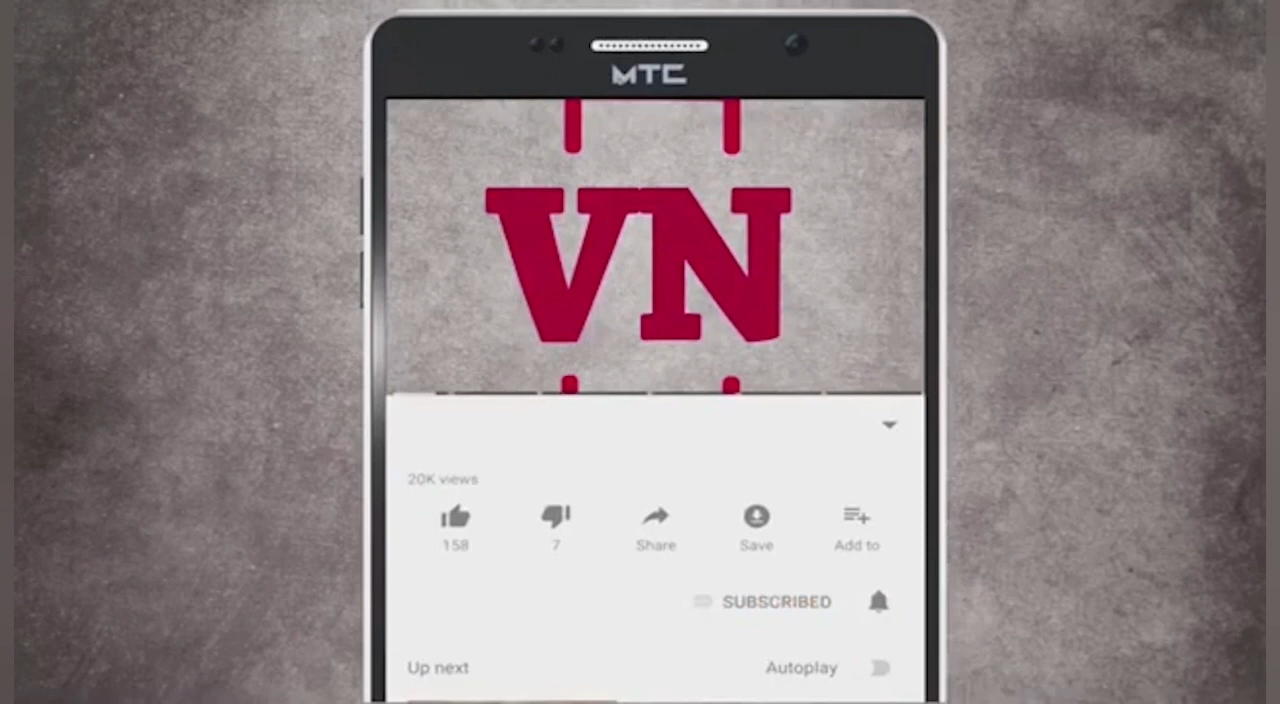 MTC
VN
20K views
158 7 Share Save Add to
SUBSCRIBED
Up next Autoplay